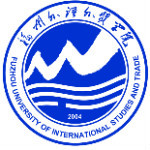 福州外语外贸学院
2004
FUZHOU UNIVERSITY OF INTERNATIONAL STUDIES AND TRADE